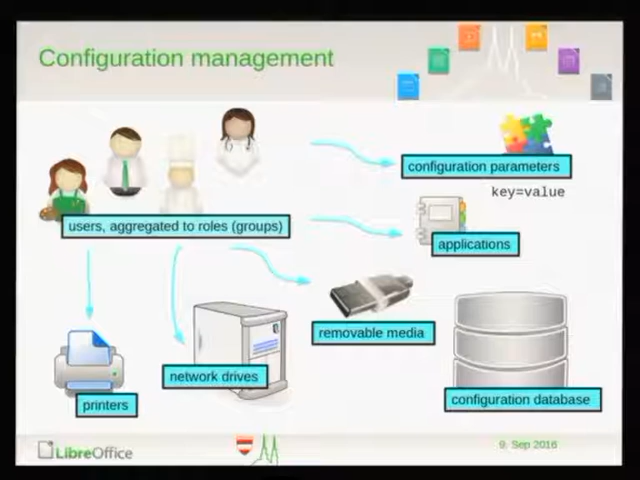 Configuration management
configuration parameters
key=value
users, aggregated to roles (groups)
applications
removable media
network drives
configuration database
printers
LibreOffice
9. Sep 2016